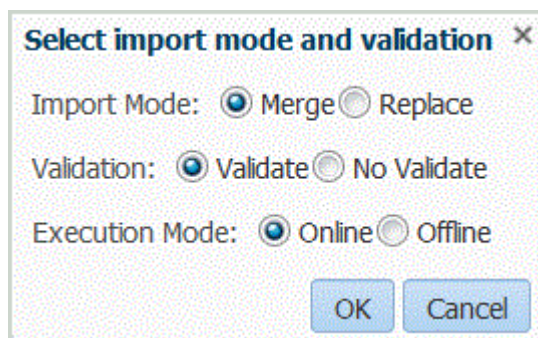 Select import mode and validation ×
Import Mode: Merge Replace
Validation: Validate No Validate
Execution Mode: Online Offline
OK Cancel